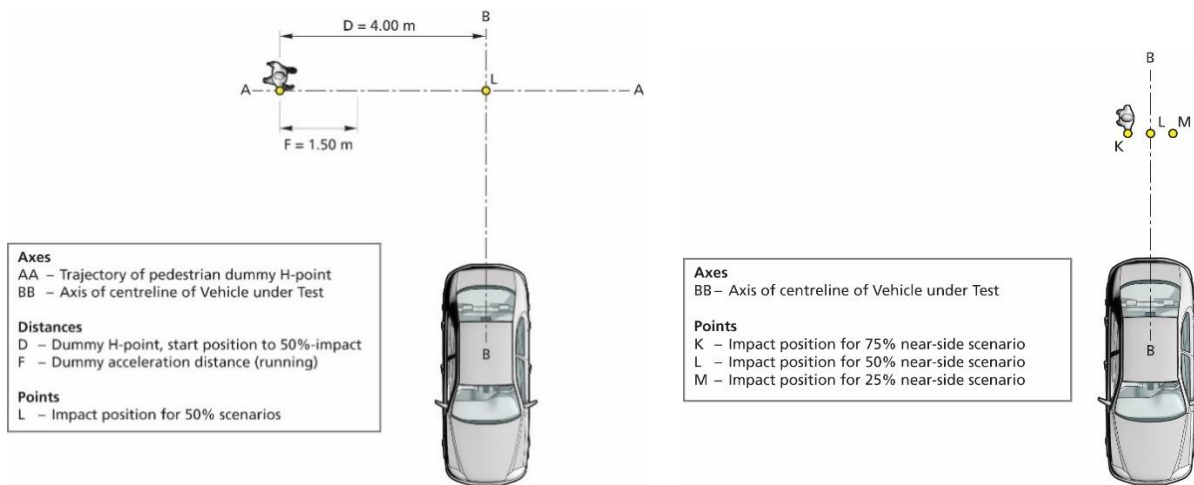 B
D = 4.00 m
A
L
A
F = 1.50 m
Axes
AA – Trajectory of pedestrian dummy H-point
BB – Axis of centreline of Vehicle under Test
Distances
D – Dummy H-point, start position to 50%-impact
F – Dummy acceleration distance (running)
Points
L – Impact position for 50% scenarios
B
B
L
M
K
Axes
BB – Axis of centreline of Vehicle under Test
Points
K – Impact position for 75% near-side scenario
L – Impact position for 50% near-side scenario
M – Impact position for 25% near-side scenario
B